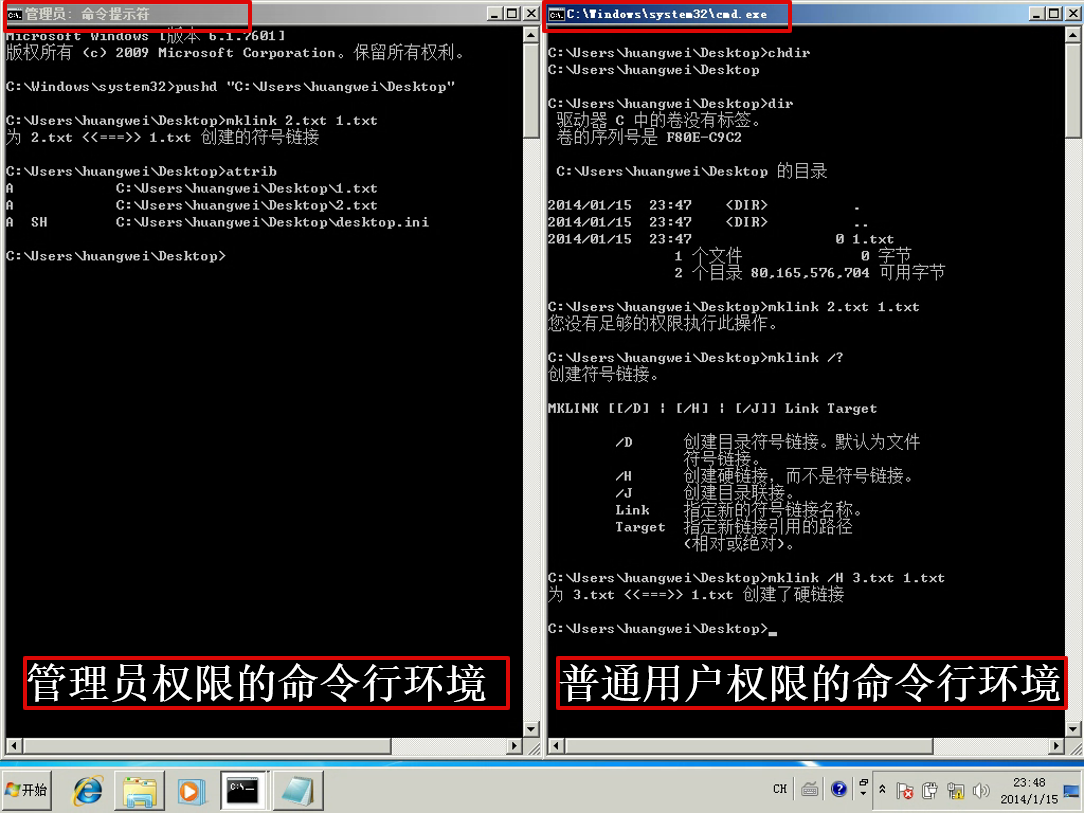 管理员: 命令提示符
Microsoft Windows [版本 6.1.7601]
版权所有 (c) 2009 Microsoft Corporation。保留所有权利。
C:\Windows\system32>pushd "C:\Users\huangwei\Desktop"
C:\Users\huangwei\Desktop>mklink 2.txt 1.txt
为 2.txt <<===>> 1.txt 创建的符号链接
C:\Users\huangwei\Desktop>attrib
A            C:\Users\huangwei\Desktop\1.txt
A            C:\Users\huangwei\Desktop\2.txt
A  SH        C:\Users\huangwei\Desktop\desktop.ini
C:\Users\huangwei\Desktop>
管理员权限的命令行环境
C:\Windows\system32\cmd.exe
C:\Users\huangwei\Desktop>chdir
C:\Users\huangwei\Desktop
C:\Users\huangwei\Desktop>dir
驱动器 C 中的卷没有标签。
卷的序列号是 F80E-C9C2
C:\Users\huangwei\Desktop 的目录
2014/01/15  23:47    <DIR>          .
2014/01/15  23:47    <DIR>          ..
2014/01/15  23:47                 0 1.txt
1 个文件              0 字节
2 个目录 80,165,576,704 可用字节
C:\Users\huangwei\Desktop>mklink 2.txt 1.txt
您没有足够的权限执行此操作。
C:\Users\huangwei\Desktop>mklink /?
创建符号链接。
MKLINK [[/D] | [/H] | [/J]] Link Target
/D      创建目录符号链接。默认为文件
符号链接。
/H      创建硬链接，而不是符号链接。
/J      创建目录联接。
Link    指定新的符号链接名称。
Target  指定新链接引用的路径
(相对或绝对)。
C:\Users\huangwei\Desktop>mklink /H 3.txt 1.txt
为 3.txt <<===>> 1.txt 创建了硬链接
C:\Users\huangwei\Desktop>
普通用户权限的命令行环境
开始
CH
23:48
2014/1/15